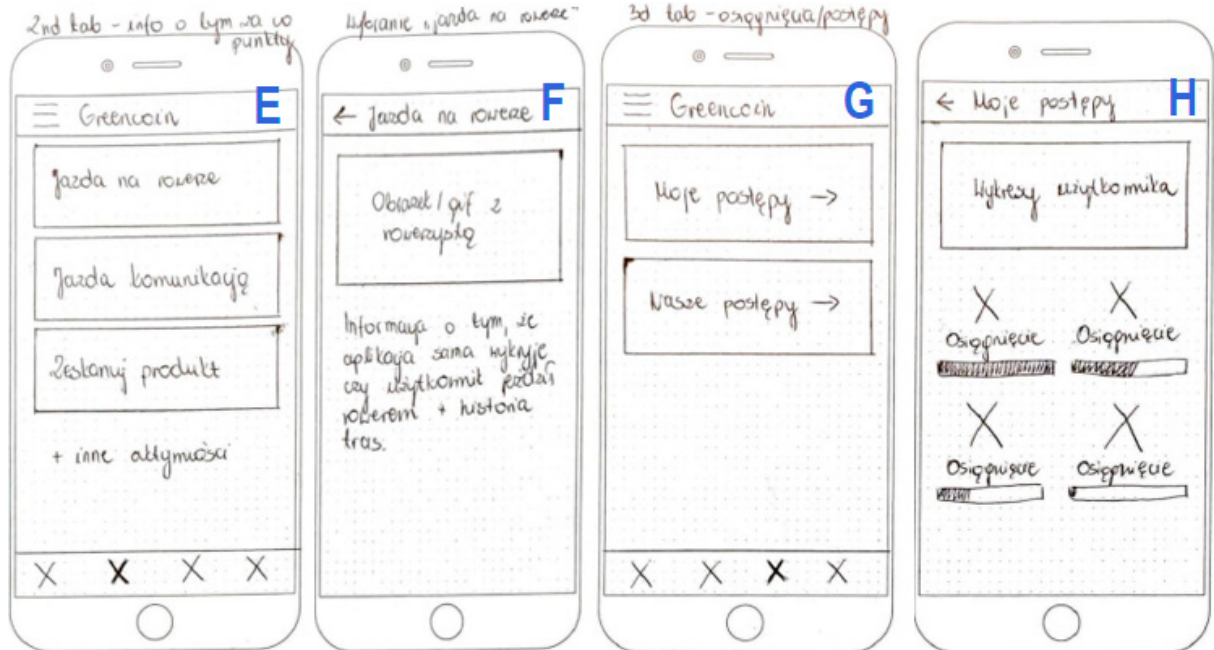 2nd tab - info o tym za co
punkty
E
Greencoin
Jazda na rowerze
Jazda komunikacją
Zeskanuj produkt
+ inne aktywności
Wybranie "jazda na rowerze"
F
← Jazda na rowerze
Obrazek/gif z
rowerzystą
Informacja o tym, że
aplikacja sama wykryje,
czy użytkownik jeździł
rowerem + historia
tras.
3d tab - osiągnięcia/postępy
G
Greencoin
Moje postępy →
Nasze postępy →
H
← Moje postępy
Wykresy użytkownika
Osiągnięcie Osiągnięcie
Osiągnięcie Osiągnięcie